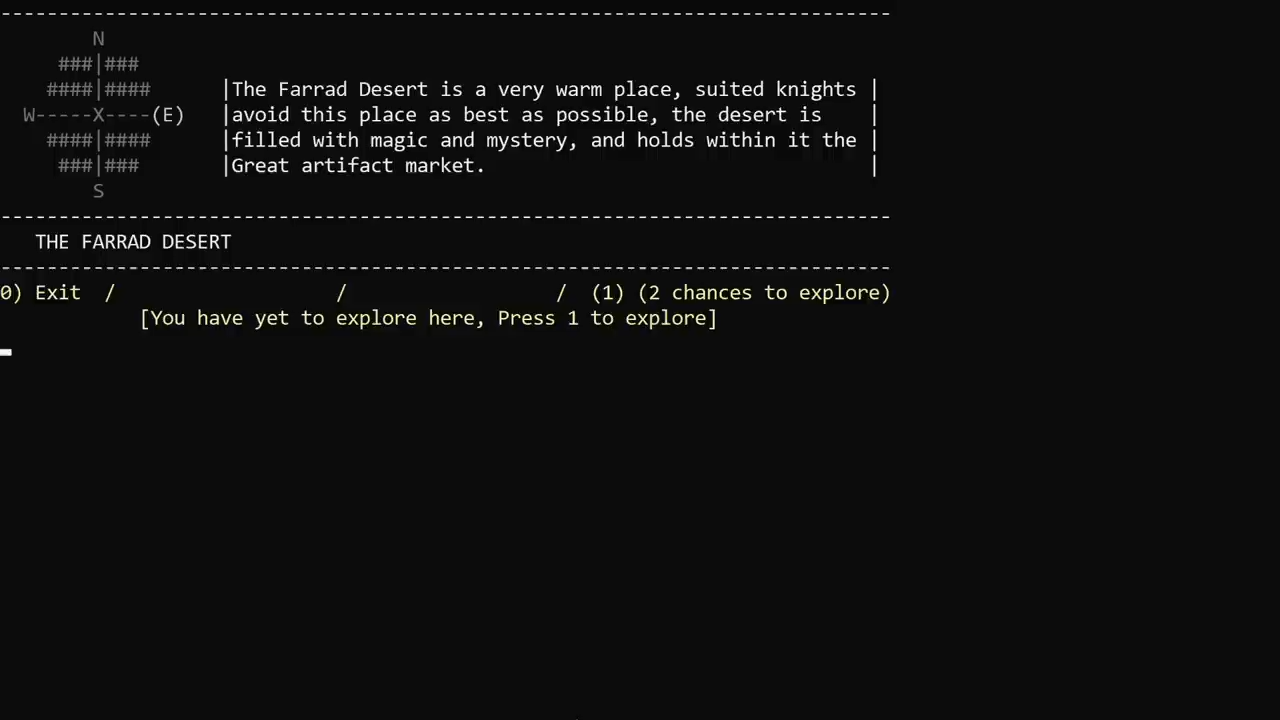 -----------------------------------------------------------------------------
N
###|###
####|####      |The Farrad Desert is a very warm place, suited knights |
W-----X----(E)   |avoid this place as best as possible, the desert is    |
####|####      |filled with magic and mystery, and holds within it the |
###|###       |Great artifact market.                                 |
S
-----------------------------------------------------------------------------
THE FARRAD DESERT
-----------------------------------------------------------------------------
0) Exit  /                   /                  /  (1) (2 chances to explore)
[You have yet to explore here, Press 1 to explore]